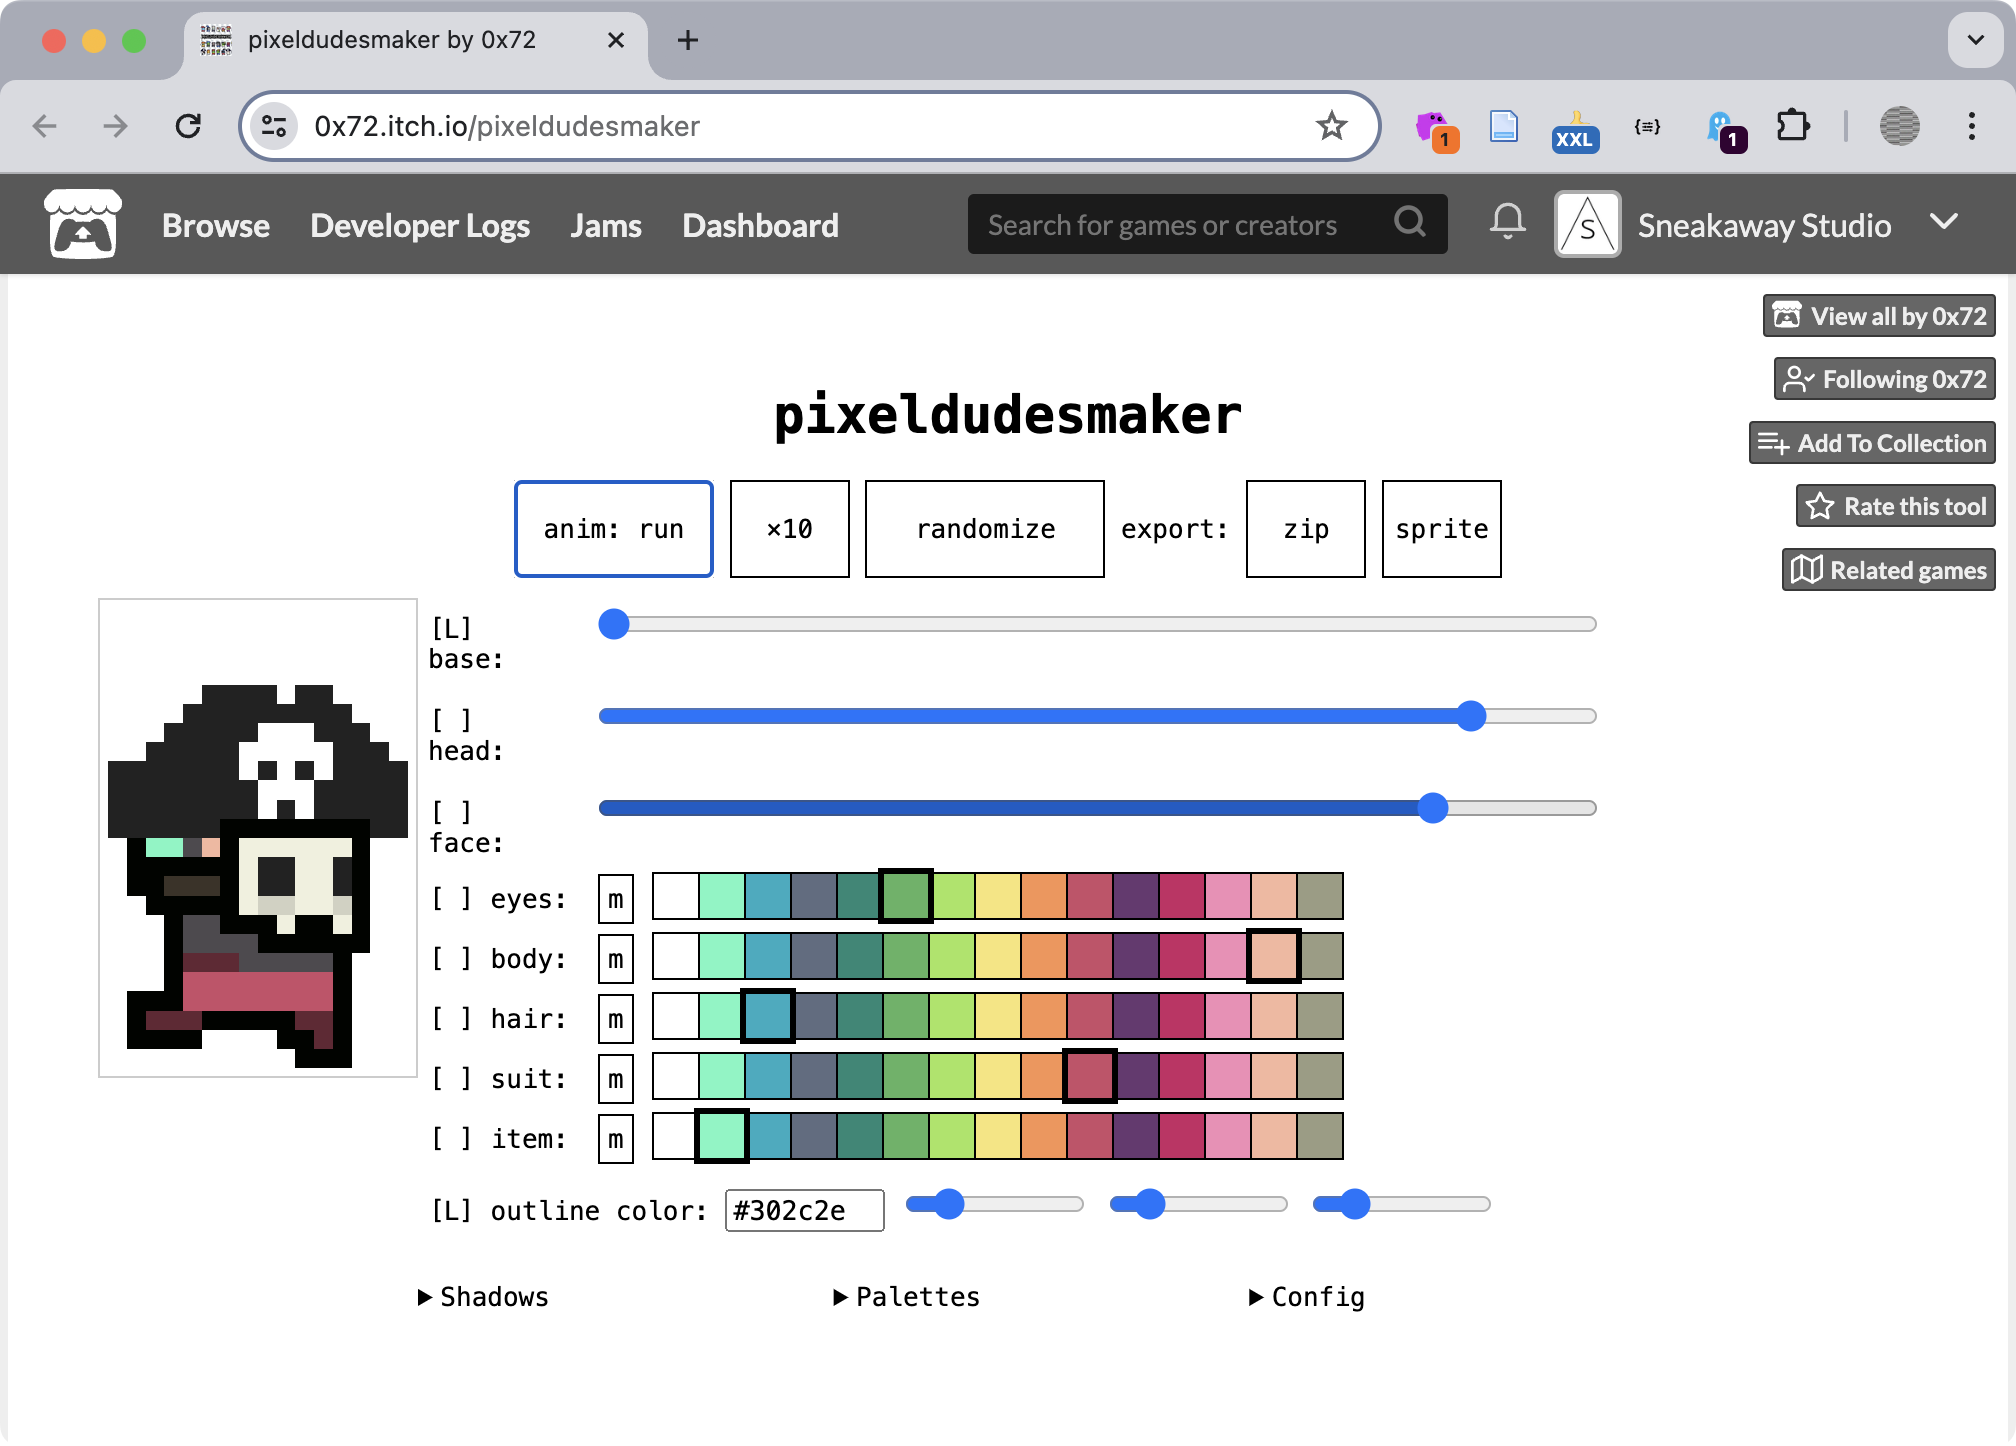 pixeldudesmaker by 0x72
0x72.itch.io/pixeldudesmaker
1
XXL
{≡}
1
Browse
Developer Logs
Jams
Dashboard
Search for games or creators
S
Sneakaway Studio
View all by 0x72
Following 0x72
Add To Collection
Rate this tool
Related games
pixeldudesmaker
anim: run
×10
randomize
export:
zip
sprite
[L]
base:
[ ]
head:
[ ]
face:
[ ] eyes: m
[ ] body: m
[ ] hair: m
[ ] suit: m
[ ] item: m
[L] outline color: #302c2e
Shadows
Palettes
Config